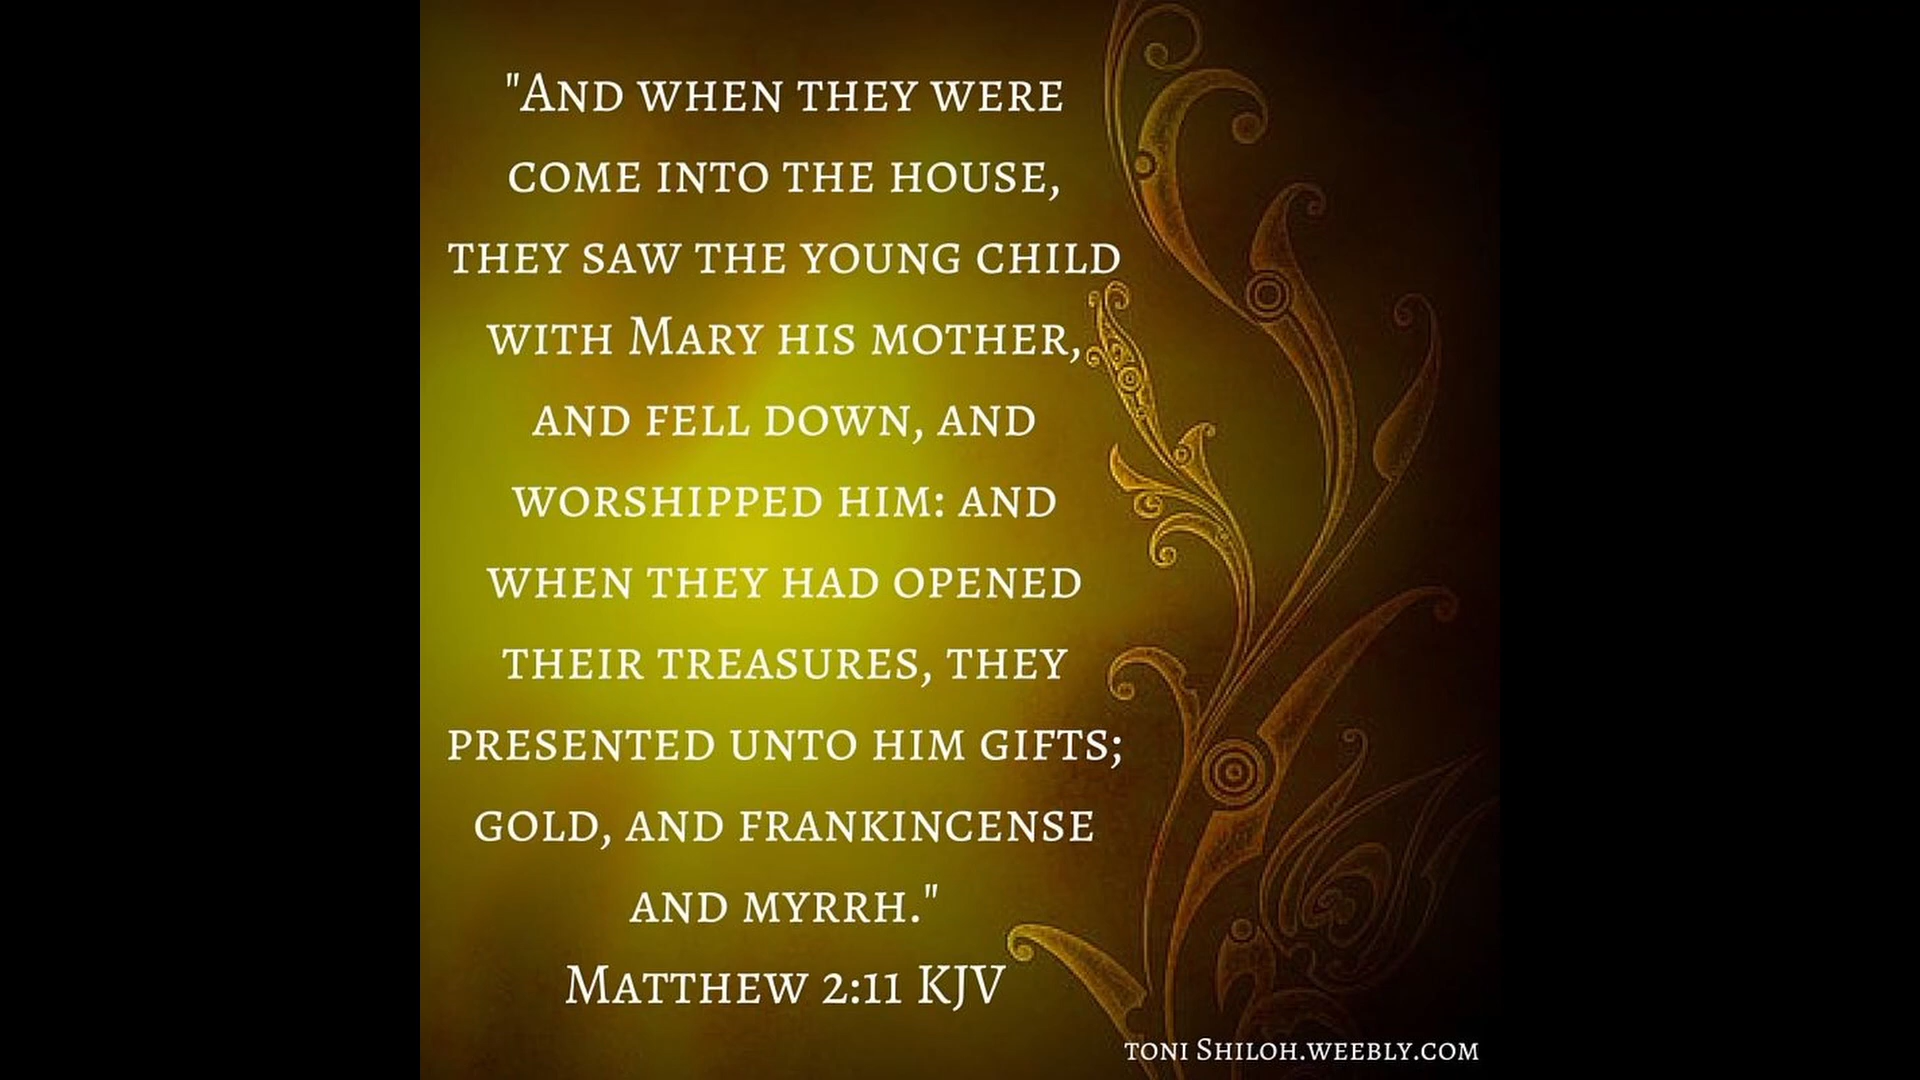 "And when they were
come into the house,
they saw the young child
with Mary his mother,
and fell down, and
worshipped him: and
when they had opened
their treasures, they
presented unto him gifts;
gold, and frankincense
and myrrh."
Matthew 2:11 KJV
toni Shiloh.weebly.com